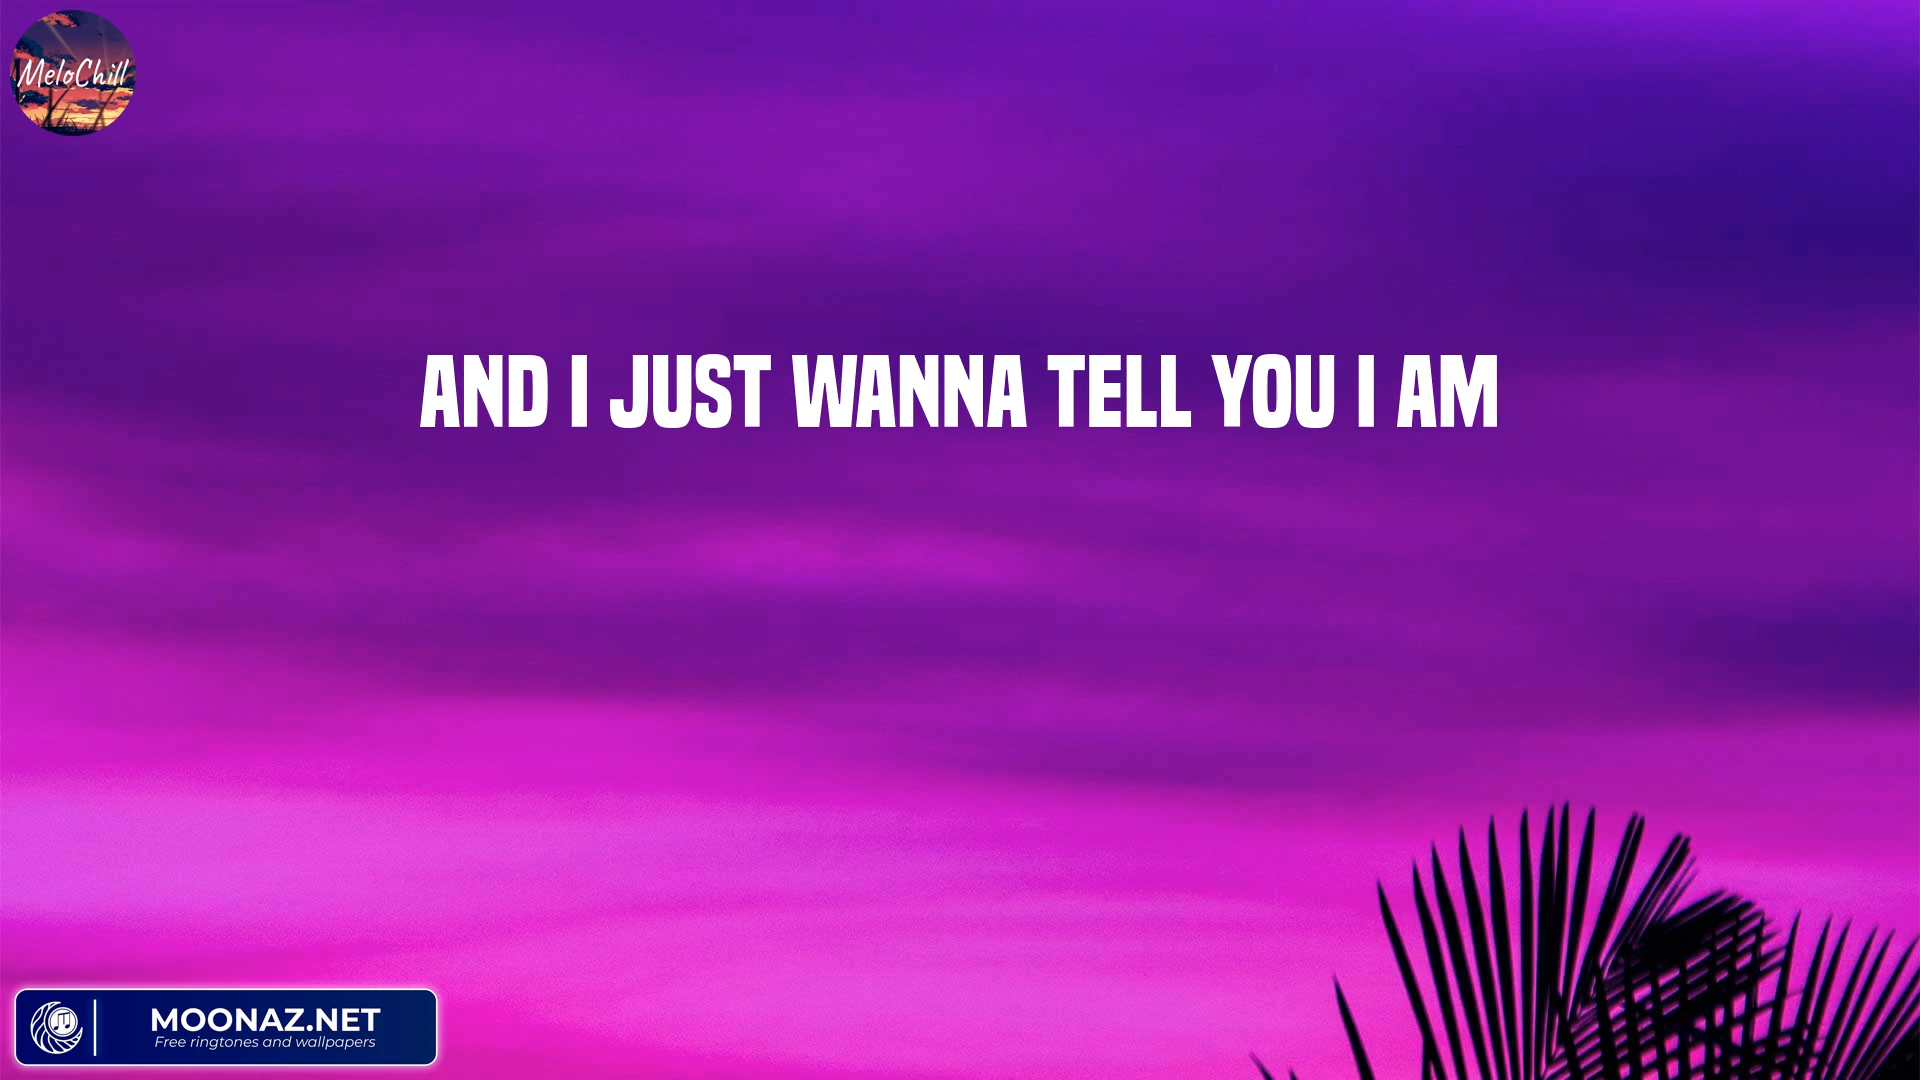 MeloChill
AND I JUST WANNA TELL YOU I AM
MOONAZ.NET
Free ringtones and wallpapers